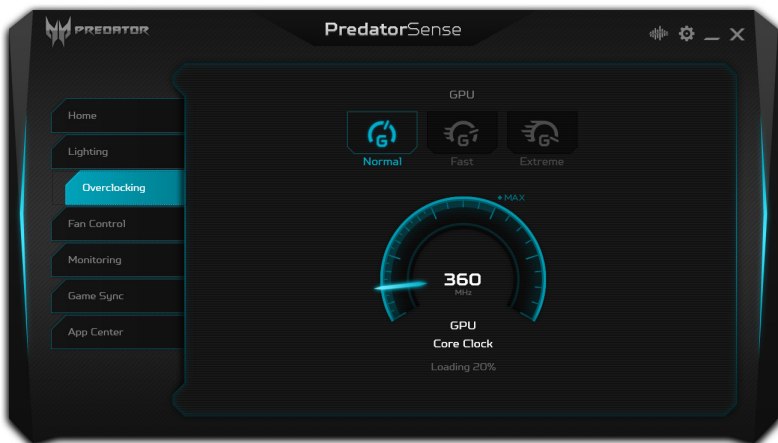 PREDATOR
PredatorSense
Home
Lighting
Overclocking
Fan Control
Monitoring
Game Sync
App Center
GPU
G
G
G
Normal
Fast
Extreme
MAX
360
MHz
GPU
Core Clock
Loading 20%